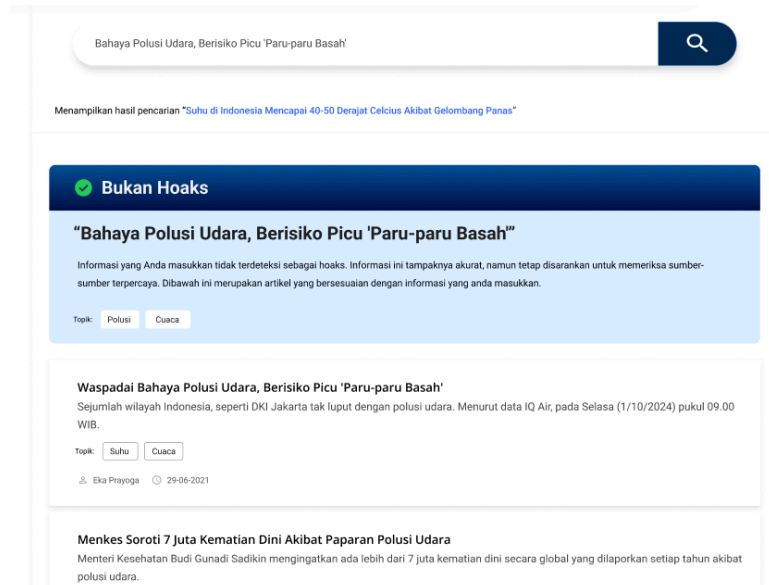 Bahaya Polusi Udara, Berisiko Picu 'Paru-paru Basah'
Menampilkan hasil pencarian "Suhu di Indonesia Mencapai 40-50 Derajat Celcius Akibat Gelombang Panas"
Bukan Hoaks
“Bahaya Polusi Udara, Berisiko Picu 'Paru-paru Basah'”
Informasi yang Anda masukkan tidak terdeteksi sebagai hoaks. Informasi ini tampaknya akurat, namun tetap disarankan untuk memeriksa sumber-
sumber terpercaya. Dibawah ini merupakan artikel yang bersesuaian dengan informasi yang anda masukkan.
Topik: Polusi Cuaca
Waspadai Bahaya Polusi Udara, Berisiko Picu 'Paru-paru Basah'
Sejumlah wilayah Indonesia, seperti DKI Jakarta tak luput dengan polusi udara. Menurut data IQ Air, pada Selasa (1/10/2024) pukul 09.00
WIB.
Topik: Suhu Cuaca
Eka Prayoga 29-06-2021
Menkes Soroti 7 Juta Kematian Dini Akibat Paparan Polusi Udara
Menteri Kesehatan Budi Gunadi Sadikin mengingatkan ada lebih dari 7 juta kematian dini secara global yang dilaporkan setiap tahun akibat
polusi udara.